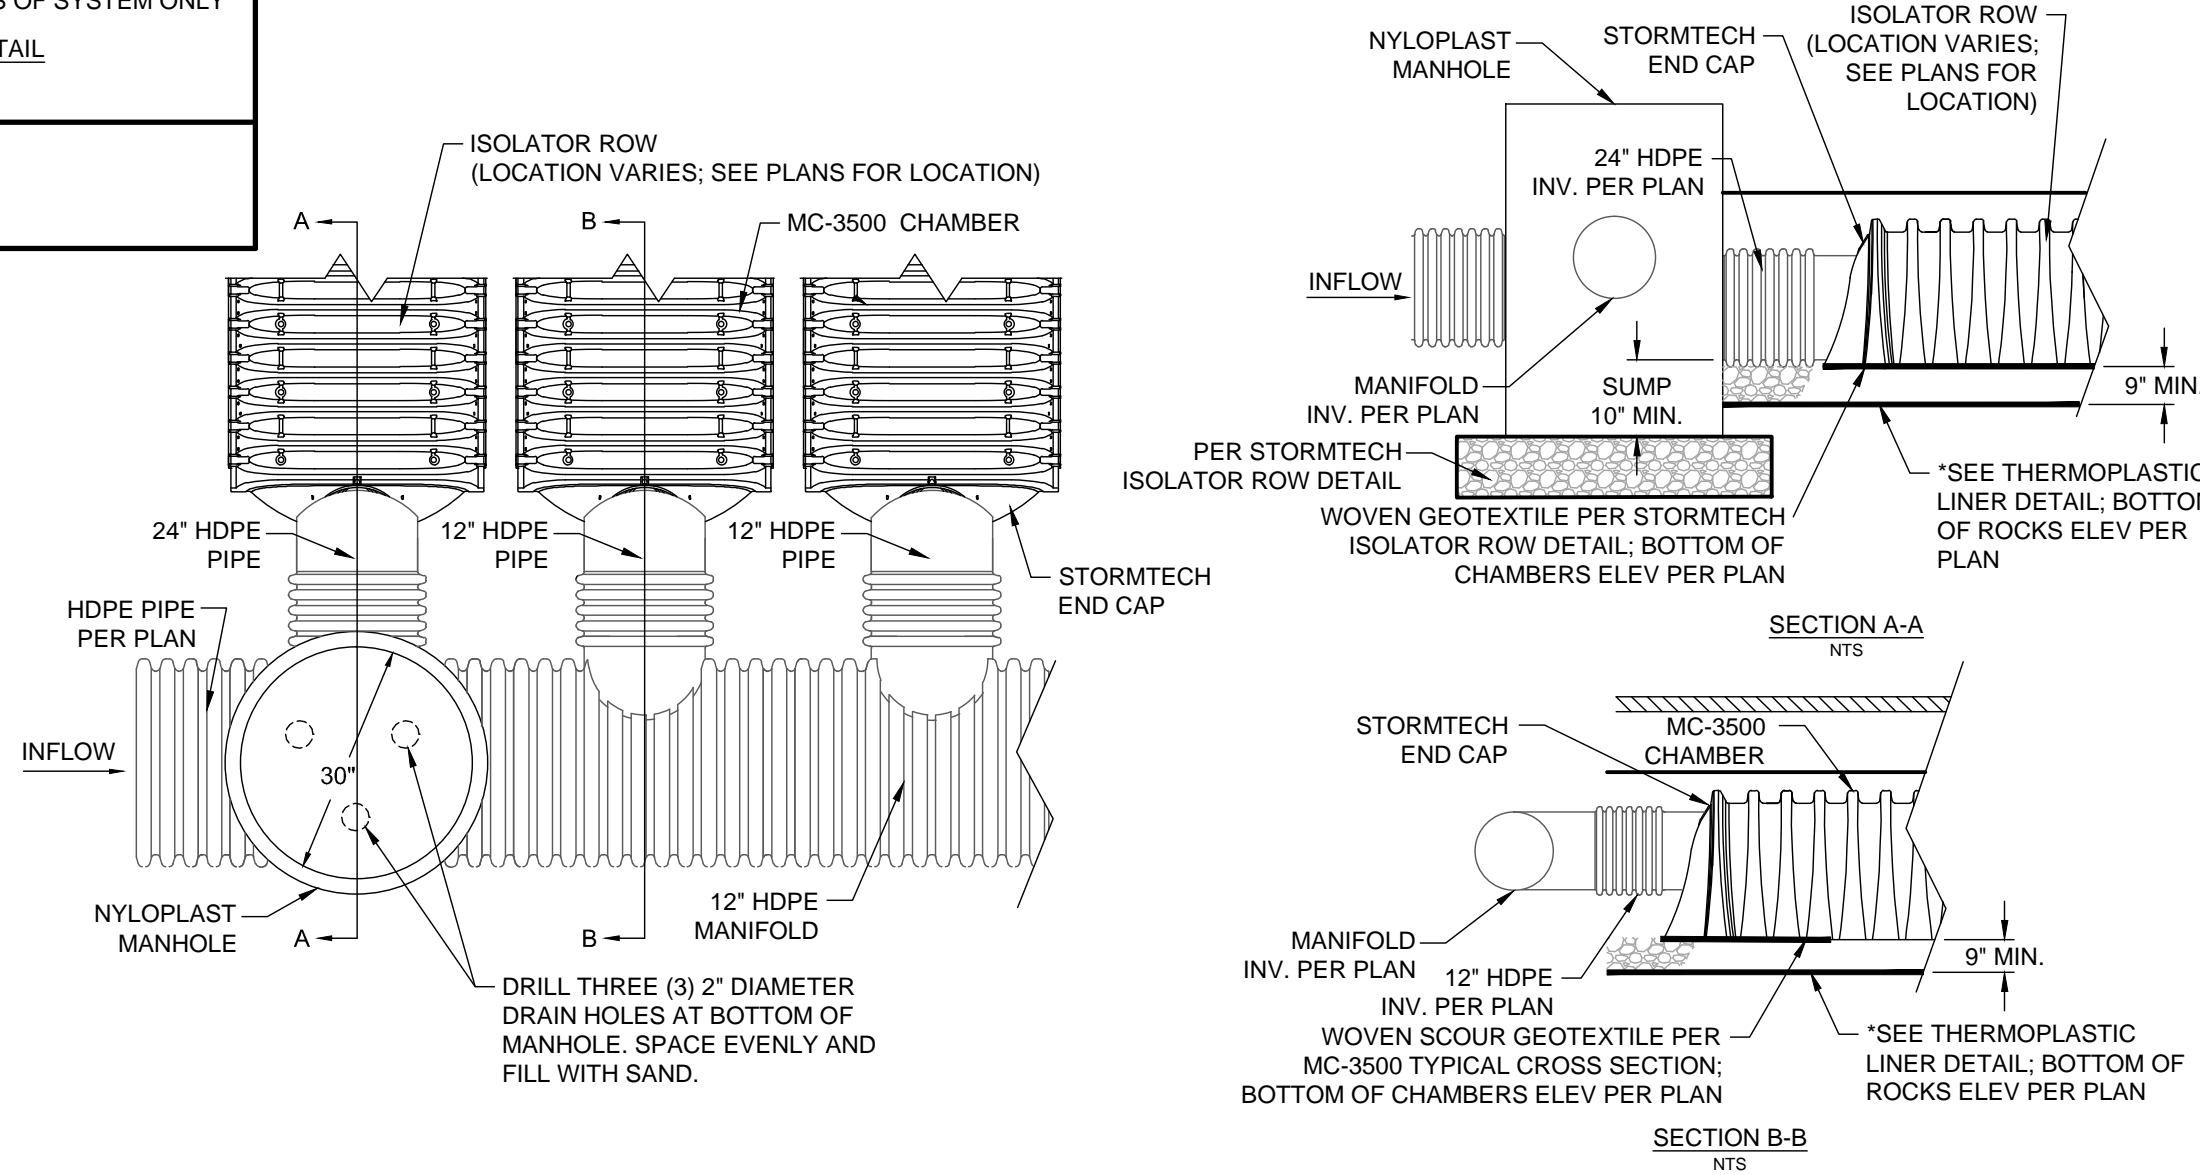 S OF SYSTEM ONLY
TAIL
ISOLATOR ROW
(LOCATION VARIES; SEE PLANS FOR LOCATION)
A
B
MC-3500 CHAMBER
24" HDPE
PIPE
12" HDPE
PIPE
12" HDPE
PIPE
STORMTECH
END CAP
HDPE PIPE
PER PLAN
INFLOW
30"
NYLOPLAST
MANHOLE
A
B
12" HDPE
MANIFOLD
DRILL THREE (3) 2" DIAMETER
DRAIN HOLES AT BOTTOM OF
MANHOLE. SPACE EVENLY AND
FILL WITH SAND.
NYLOPLAST
MANHOLE
STORMTECH
END CAP
ISOLATOR ROW
(LOCATION VARIES;
SEE PLANS FOR
LOCATION)
24" HDPE
INV. PER PLAN
INFLOW
MANIFOLD
INV. PER PLAN
SUMP
10" MIN.
9" MIN.
PER STORMTECH
ISOLATOR ROW DETAIL
*SEE THERMOPLASTIC
LINER DETAIL; BOTTOM
OF ROCKS ELEV PER
PLAN
WOVEN GEOTEXTILE PER STORMTECH
ISOLATOR ROW DETAIL; BOTTOM OF
CHAMBERS ELEV PER PLAN
SECTION A-A
NTS
STORMTECH
END CAP
MC-3500
CHAMBER
MANIFOLD
INV. PER PLAN
12" HDPE
INV. PER PLAN
9" MIN.
WOVEN SCOUR GEOTEXTILE PER
MC-3500 TYPICAL CROSS SECTION;
BOTTOM OF CHAMBERS ELEV PER PLAN
*SEE THERMOPLASTIC
LINER DETAIL; BOTTOM OF
ROCKS ELEV PER PLAN
SECTION B-B
NTS